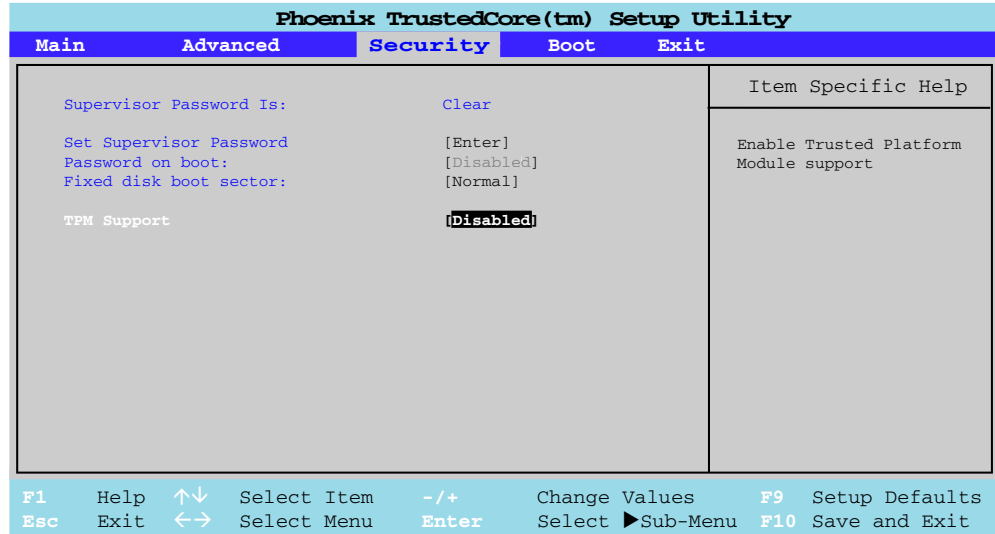 Phoenix TrustedCore(tm) Setup Utility
Main Advanced Security Boot Exit
Item Specific Help
Supervisor Password Is: Clear
Set Supervisor Password [Enter]
Password on boot: [Disabled]
Fixed disk boot sector: [Normal]
TPM Support [Disabled]
Enable Trusted Platform
Module support
F1 Help ↑↓ Select Item -/+ Change Values F9 Setup Defaults
Esc Exit ←→ Select Menu Enter Select ▶Sub-Menu F10 Save and Exit